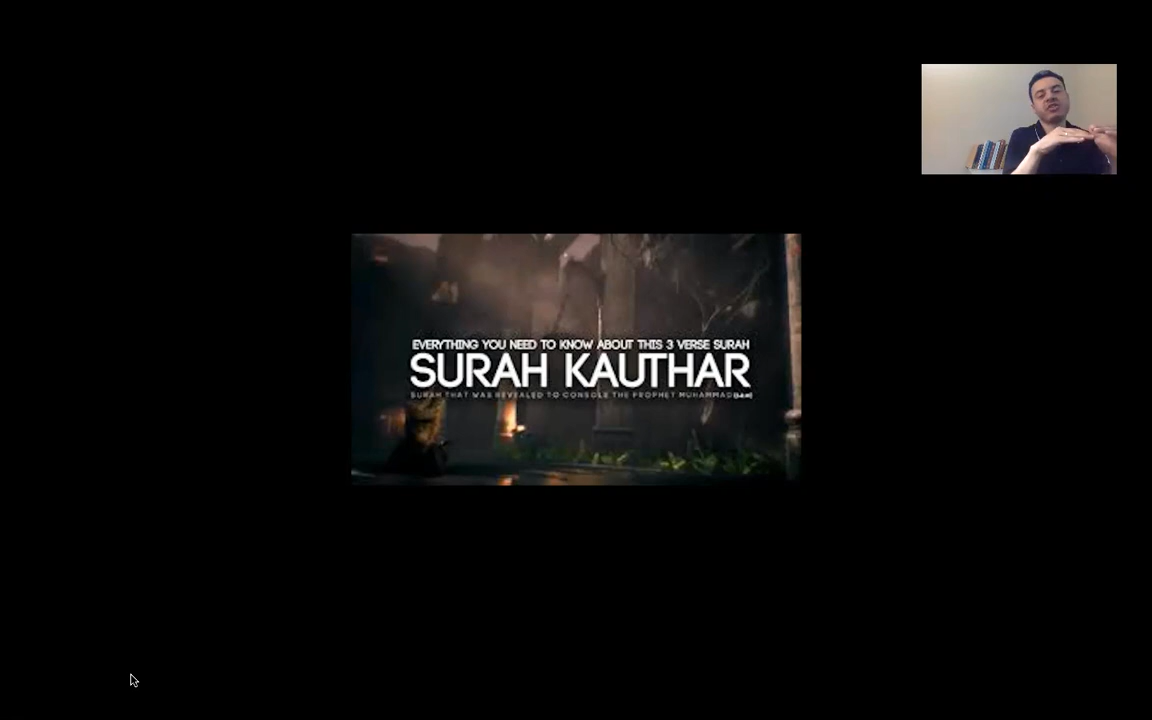 EVERYTHING YOU NEED TO KNOW ABOUT THIS 3 VERSE SURAH
SURAH KAUTHAR
SURAH THAT WAS REVEALED TO CONSOLE THE PROPHET MUHAMMAD